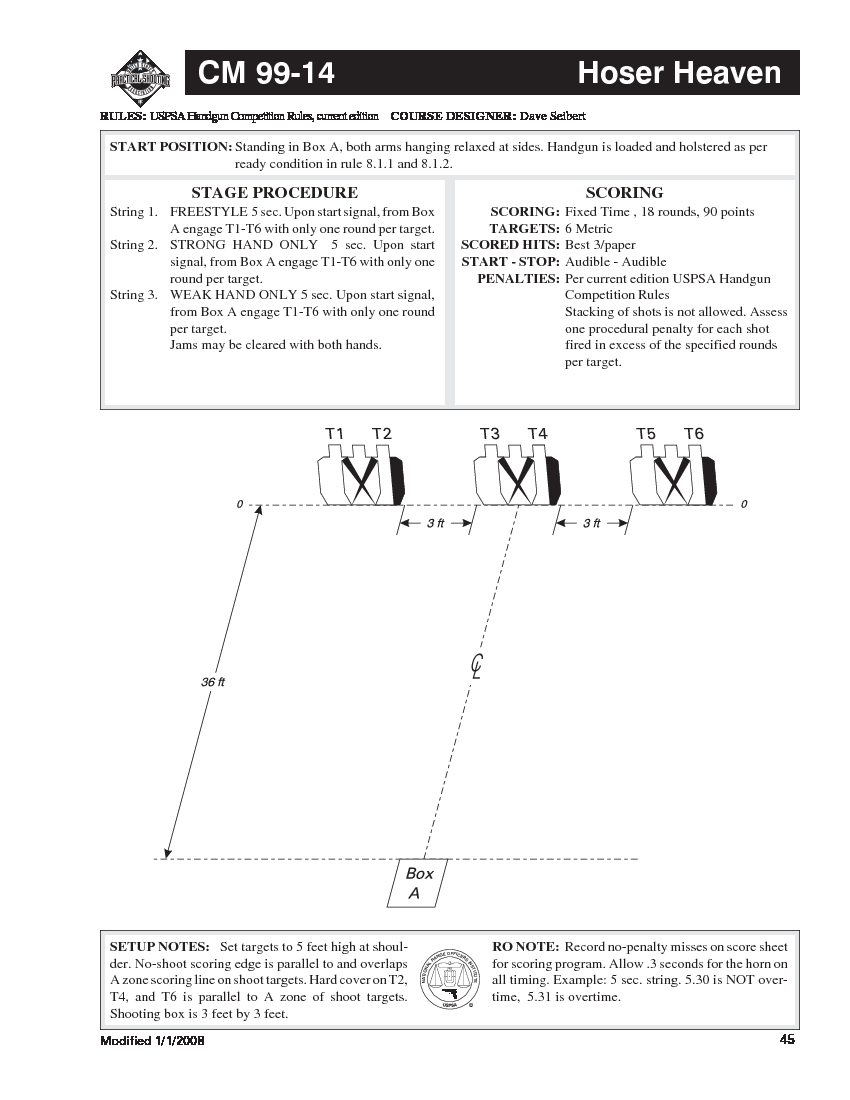 PRACTICAL SHOOTING
CM 99-14 Hoser Heaven
RULES: USPSA Handgun Competition Rules, current edition COURSE DESIGNER: Dave Seibert
START POSITION: Standing in Box A, both arms hanging relaxed at sides. Handgun is loaded and holstered as per
ready condition in rule 8.1.1 and 8.1.2.
STAGE PROCEDURE
String 1. FREESTYLE 5 sec. Upon start signal, from Box
A engage T1-T6 with only one round per target.
String 2. STRONG HAND ONLY 5 sec. Upon start
signal, from Box A engage T1-T6 with only one
round per target.
String 3. WEAK HAND ONLY 5 sec. Upon start signal,
from Box A engage T1-T6 with only one round
per target.
Jams may be cleared with both hands.
SCORING
SCORING: Fixed Time , 18 rounds, 90 points
TARGETS: 6 Metric
SCORED HITS: Best 3/paper
START - STOP: Audible - Audible
PENALTIES: Per current edition USPSA Handgun
Competition Rules
Stacking of shots is not allowed. Assess
one procedural penalty for each shot
fired in excess of the specified rounds
per target.
T1 T2 T3 T4 T5 T6
0 0
3 ft 3 ft
36 ft
Box
A
SETUP NOTES: Set targets to 5 feet high at shoul-
der. No-shoot scoring edge is parallel to and overlaps
A zone scoring line on shoot targets. Hard cover on T2,
T4, and T6 is parallel to A zone of shoot targets.
Shooting box is 3 feet by 3 feet.
USPSA
RO NOTE: Record no-penalty misses on score sheet
for scoring program. Allow .3 seconds for the horn on
all timing. Example: 5 sec. string. 5.30 is NOT over-
time, 5.31 is overtime.
Modified 1/1/2008 45